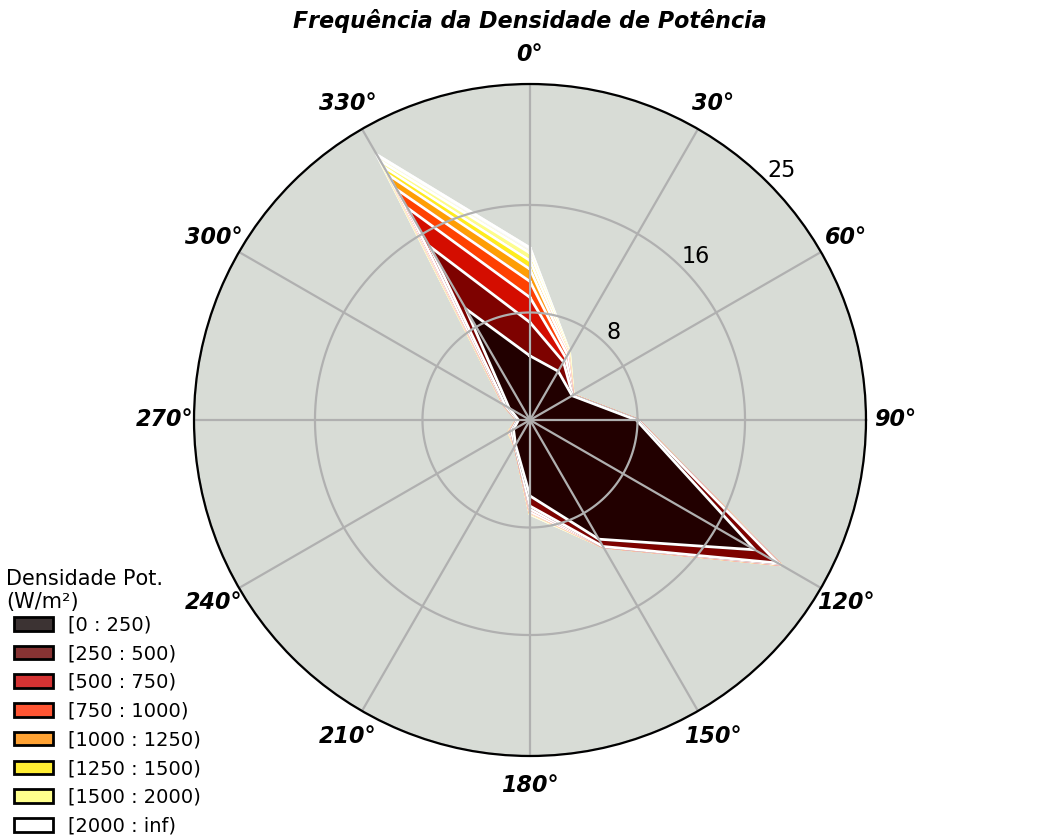 Frequência da Densidade de Potência
0°
30°
60°
90°
120°
150°
180°
210°
240°
270°
300°
330°
8
16
25
Densidade Pot.
(W/m²)
[0 : 250)
[250 : 500)
[500 : 750)
[750 : 1000)
[1000 : 1250)
[1250 : 1500)
[1500 : 2000)
[2000 : inf)